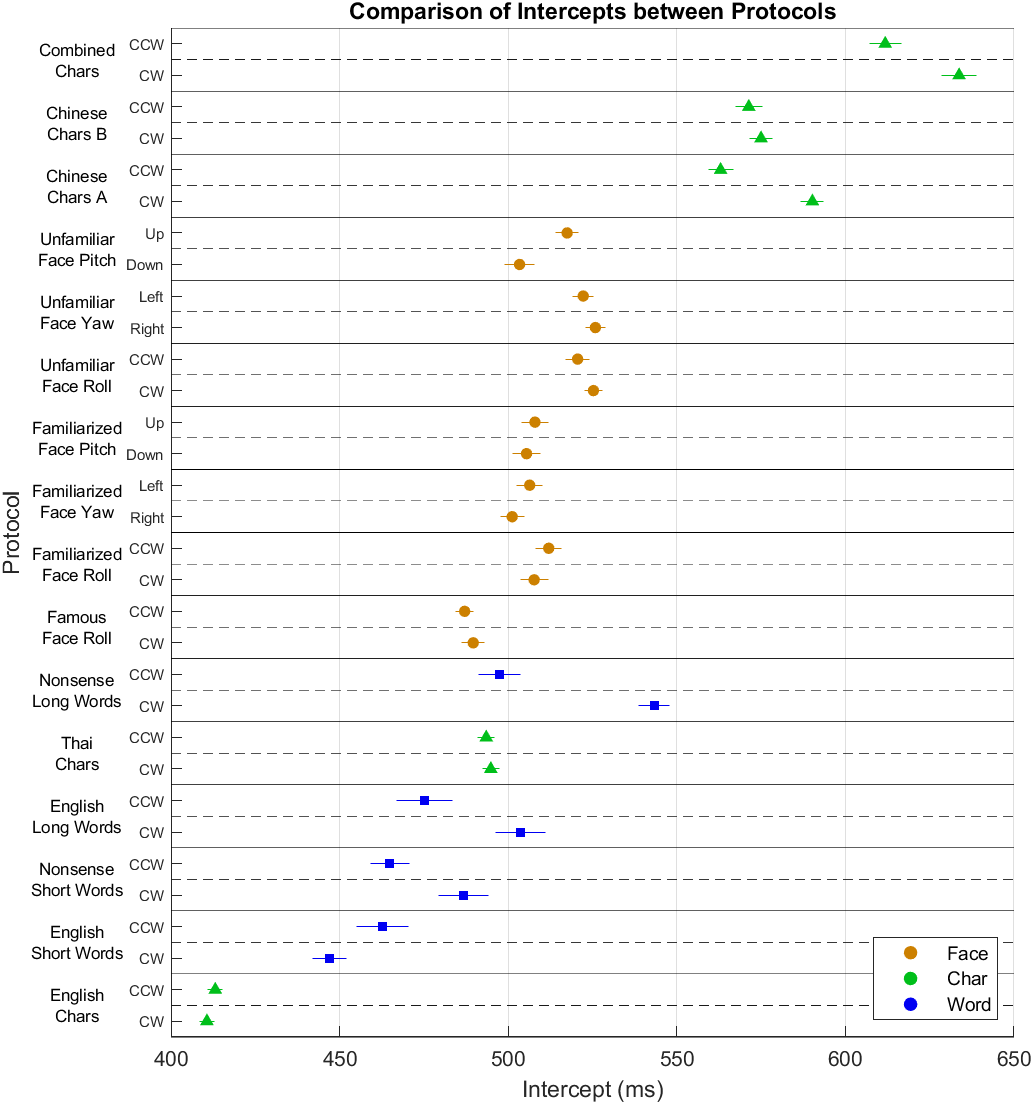 Comparison of Intercepts between Protocols
Combined
Chars
CCW
CW
Chinese
Chars B
CCW
CW
Chinese
Chars A
CCW
CW
Unfamiliar
Face Pitch
Up
Down
Unfamiliar
Face Yaw
Left
Right
Unfamiliar
Face Roll
CCW
CW
Familiarized
Face Pitch
Up
Down
Familiarized
Face Yaw
Left
Right
Familiarized
Face Roll
CCW
CW
Famous
Face Roll
CCW
CW
Nonsense
Long Words
CCW
CW
Thai
Chars
CCW
CW
English
Long Words
CCW
CW
Nonsense
Short Words
CCW
CW
English
Short Words
CCW
CW
English
Chars
CCW
CW
Protocol
Face
Char
Word
400 450 500 550 600 650
Intercept (ms)